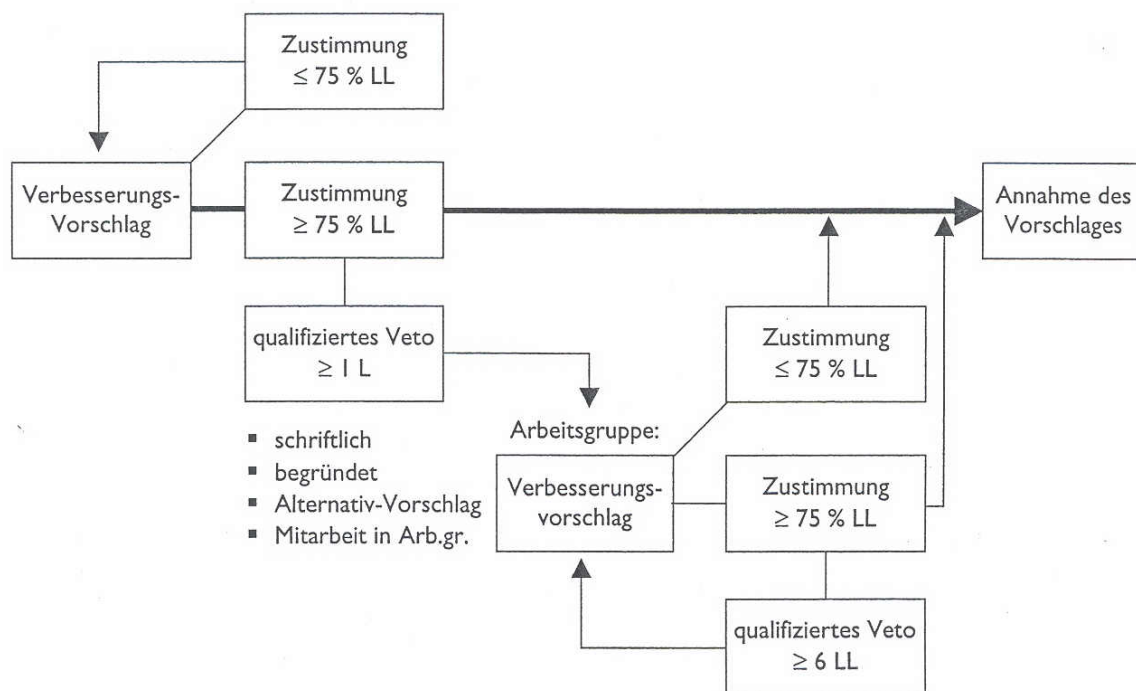 Zustimmung
≤ 75 % LL
Verbesserungs-
Vorschlag
Zustimmung
≥ 75 % LL
Annahme des
Vorschlages
qualifiziertes Veto
≥ 1 L
Zustimmung
≤ 75 % LL
▪ schriftlich
▪ begründet
▪ Alternativ-Vorschlag
▪ Mitarbeit in Arb.gr.
Arbeitsgruppe:
Verbesserungs-
vorschlag
Zustimmung
≥ 75 % LL
qualifiziertes Veto
≥ 6 LL